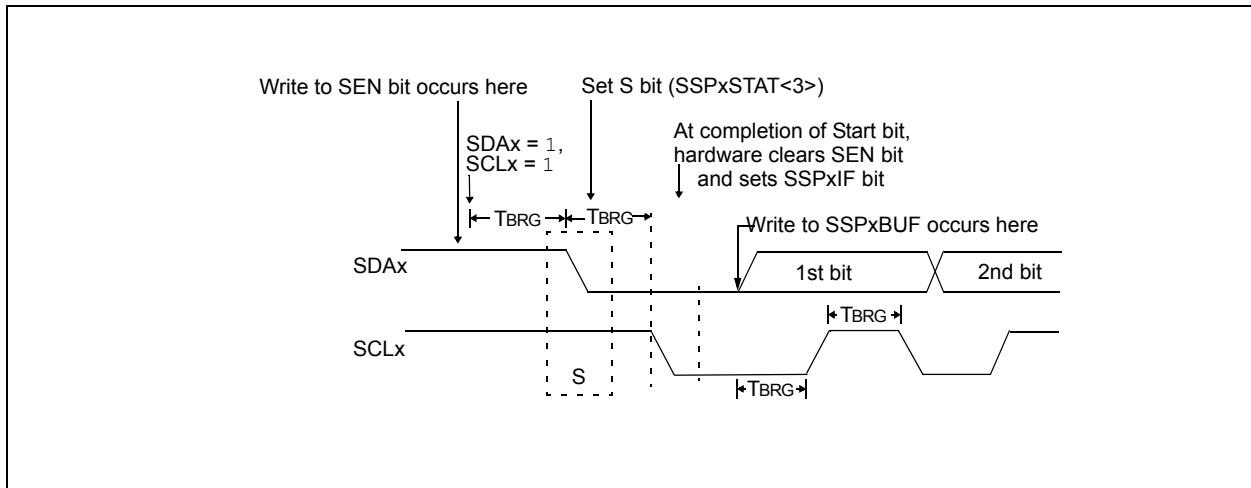 Write to SEN bit occurs here
Set S bit (SSPxSTAT<3>)
SDAx = 1,
SCLx = 1
At completion of Start bit,
hardware clears SEN bit
and sets SSPxIF bit
TBRG
TBRG
Write to SSPxBUF occurs here
SDAx
1st bit
2nd bit
TBRG
SCLx
S
TBRG